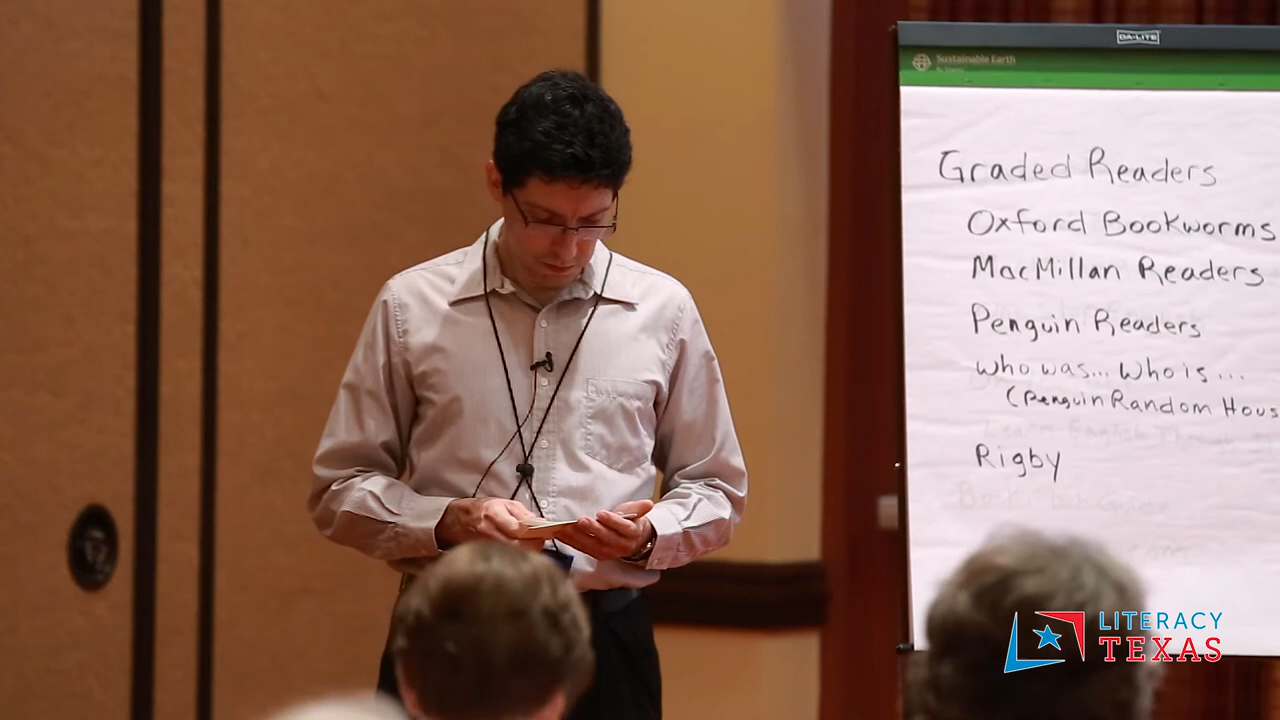 DA-LITE
Sustainable Earth
Graded Readers
Oxford Bookworms
MacMillan Readers
Penguin Readers
Who was... Who is...
(Penguin Random Hous
Rigby
LITERACY
TEXAS